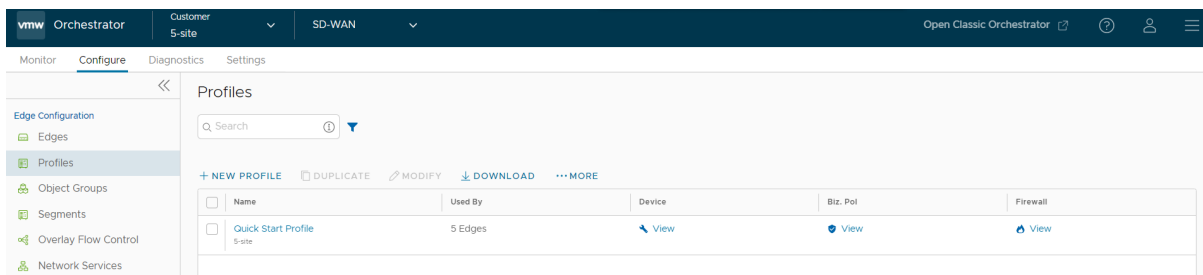 vmw Orchestrator
Customer
5-site
SD-WAN
Open Classic Orchestrator
Monitor Configure Diagnostics Settings
Profiles
Search
Edge Configuration
Edges
Profiles
Object Groups
Segments
Overlay Flow Control
Network Services
+ NEW PROFILE DUPLICATE MODIFY DOWNLOAD ···MORE
Name Used By Device Biz. Pol Firewall
Quick Start Profile 5 Edges View View View
5-site